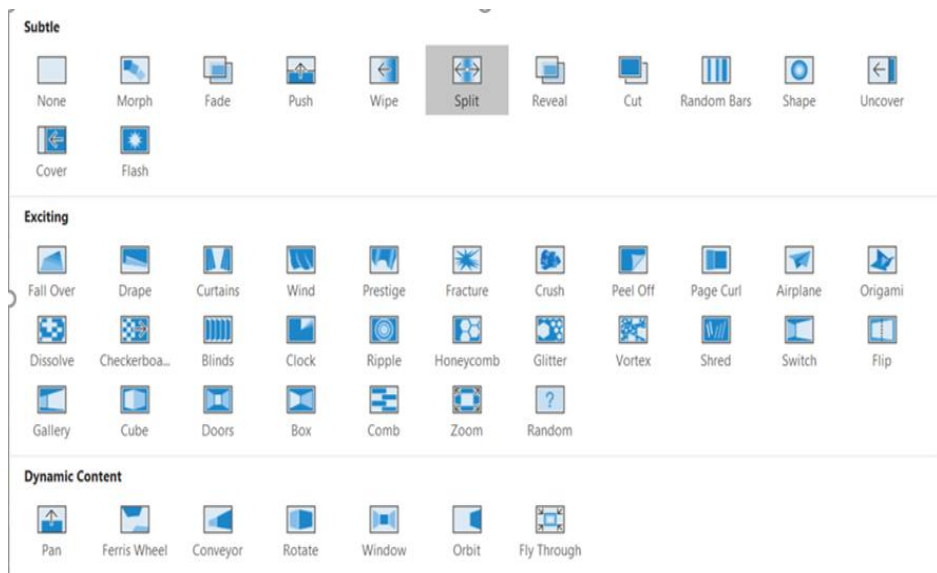 Subtle
None Morph Fade Push Wipe Split Reveal Cut Random Bars Shape Uncover
Cover Flash
Exciting
Fall Over Drape Curtains Wind Prestige Fracture Crush Peel Off Page Curl Airplane Origami
Dissolve Checkerboa... Blinds Clock Ripple Honeycomb Glitter Vortex Shred Switch Flip
Gallery Cube Doors Box Comb Zoom Random
Dynamic Content
Pan Ferris Wheel Conveyor Rotate Window Orbit Fly Through